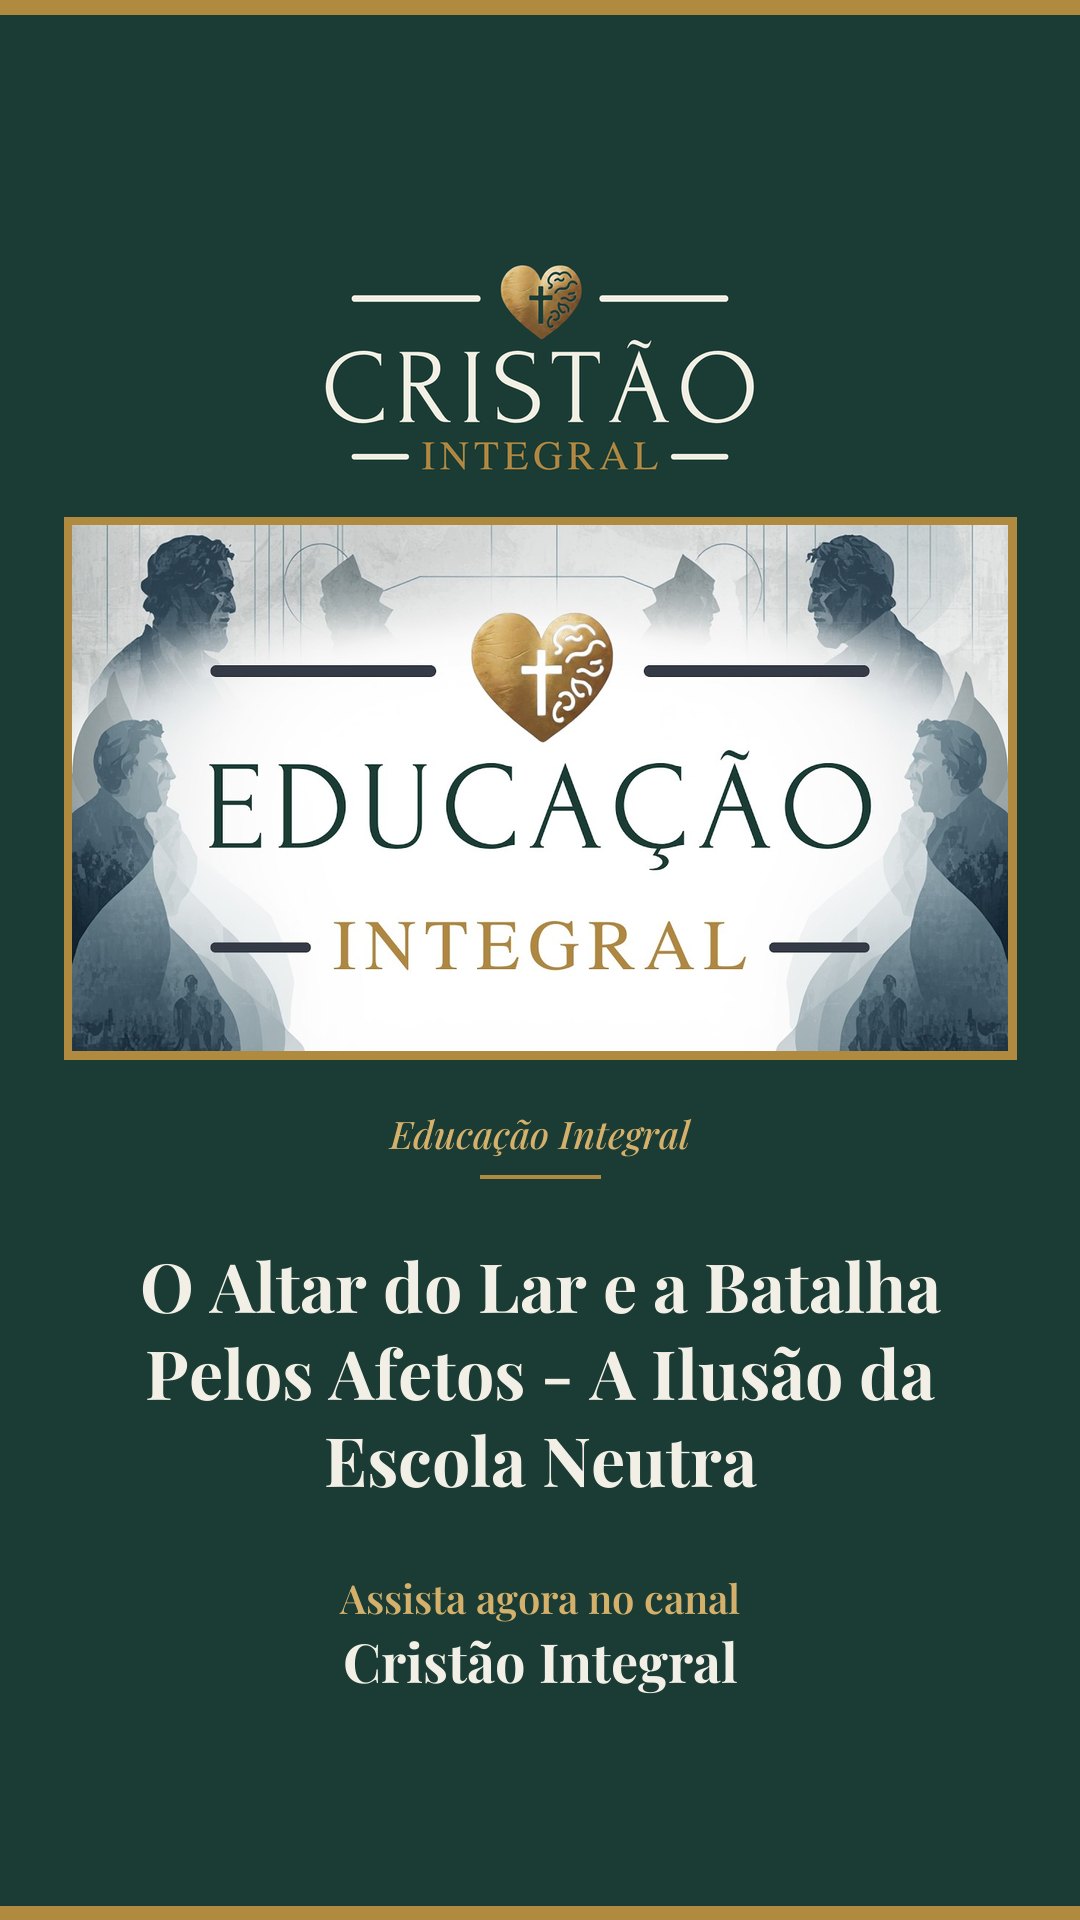 CRISTÃO
INTEGRAL
EDUCAÇÃO
INTEGRAL
Educação Integral
O Altar do Lar e a Batalha
Pelos Afetos - A Ilusão da
Escola Neutra
Assista agora no canal
Cristão Integral